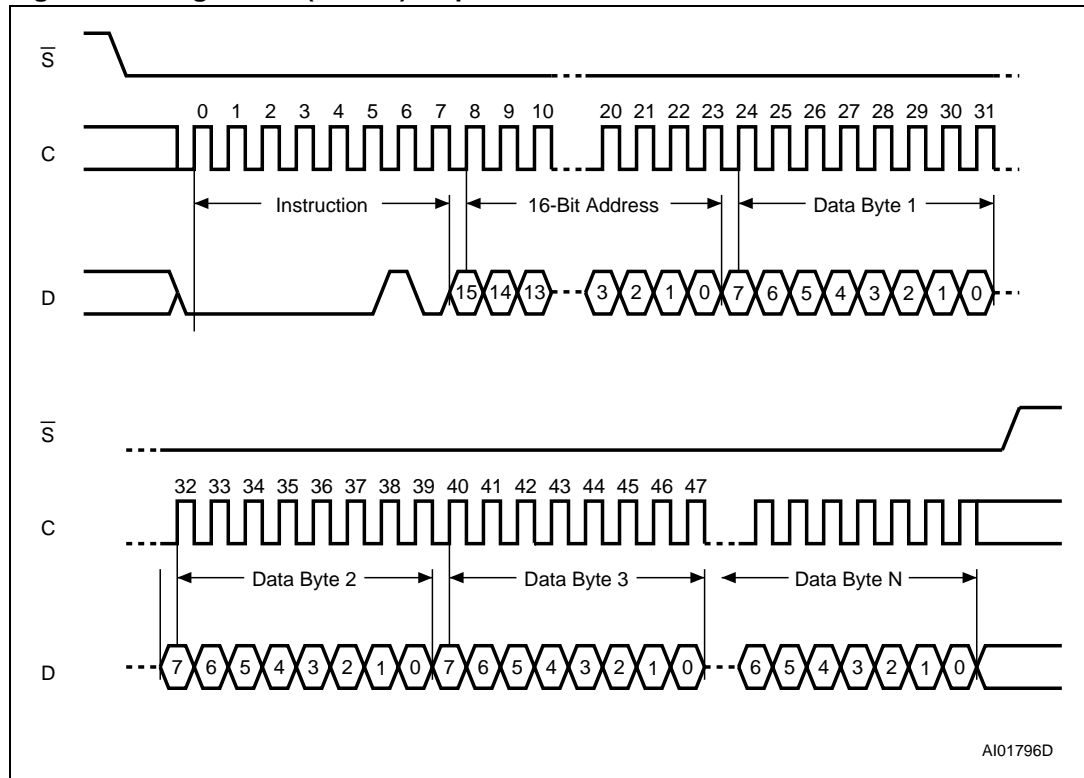 S
0 1 2 3 4 5 6 7 8 9 10 20 21 22 23 24 25 26 27 28 29 30 31
C
Instruction 16-Bit Address Data Byte 1
D 15 14 13 3 2 1 0 7 6 5 4 3 2 1 0
S
32 33 34 35 36 37 38 39 40 41 42 43 44 45 46 47
C
Data Byte 2 Data Byte 3 Data Byte N
D 7 6 5 4 3 2 1 0 7 6 5 4 3 2 1 0 6 5 4 3 2 1 0
AI01796D